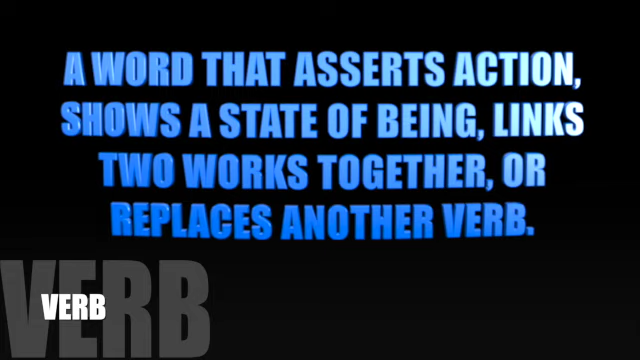 A WORD THAT ASSERTS ACTION,
SHOWS A STATE OF BEING, LINKS
TWO WORKS TOGETHER, OR
REPLACES ANOTHER VERB.
VERB
VERB